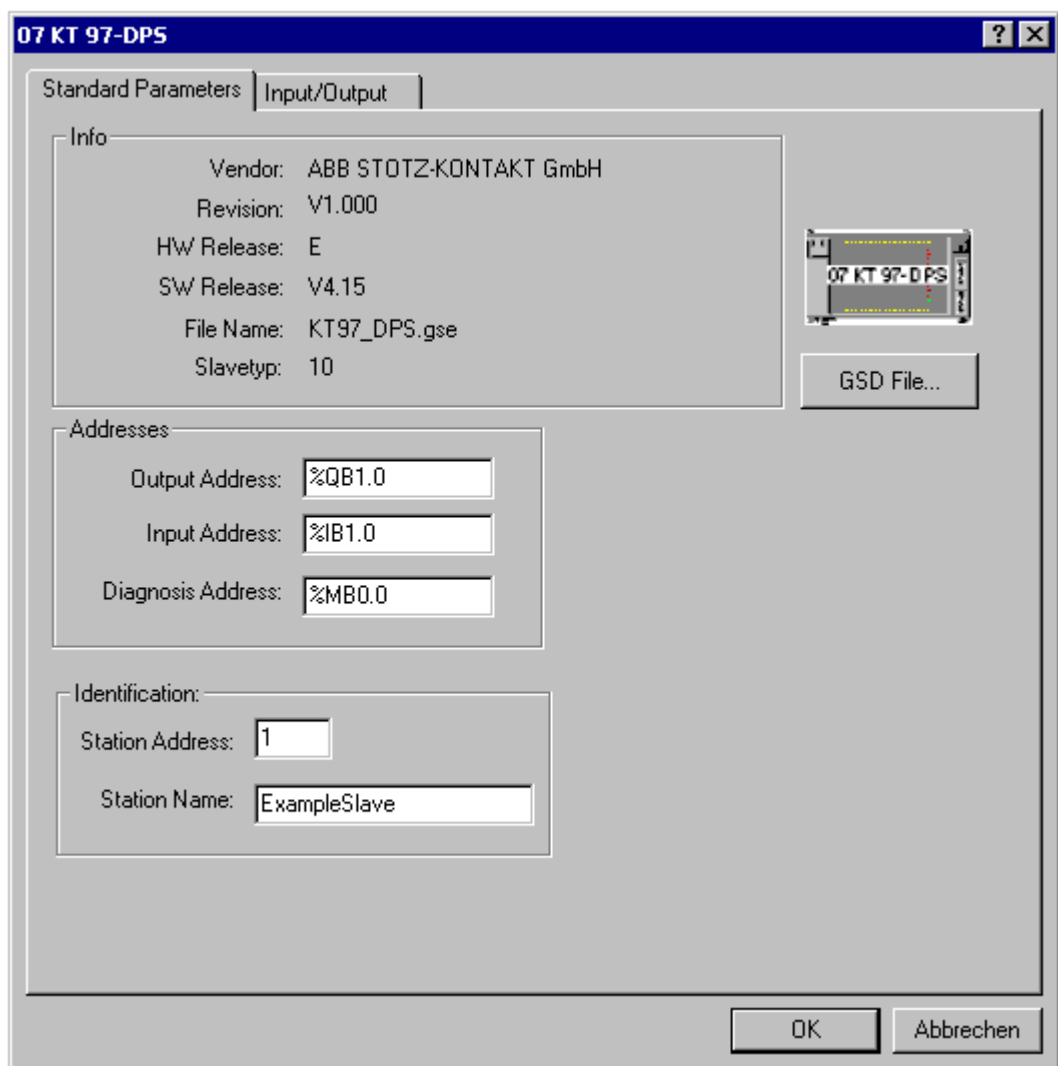 07 KT 97-DPS
Standard Parameters
Input/Output
Info
Vendor: ABB STOTZ-KONTAKT GmbH
Revision: V1.000
HW Release: E
SW Release: V4.15
File Name: KT97_DPS.gse
Slavetyp: 10
07 KT 97-DPS
GSD File...
Addresses
Output Address: %QB1.0
Input Address: %IB1.0
Diagnosis Address: %MB0.0
Identification:
Station Address: 1
Station Name: ExampleSlave
OK
Abbrechen